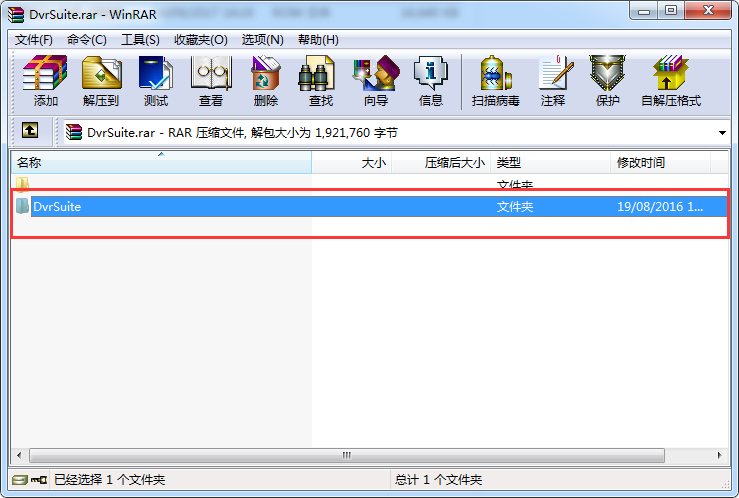 DvrSuite.rar - WinRAR
文件(F) 命令(C) 工具(S) 收藏夹(O) 选项(N) 帮助(H)
添加 解压到 测试 查看 删除 查找 向导 信息 扫描病毒 注释 保护 自解压格式
DvrSuite.rar - RAR 压缩文件, 解包大小为 1,921,760 字节
名称 大小 压缩后大小 类型 修改时间
文件夹
DvrSuite 文件夹 19/08/2016 1...
已经选择 1 个文件夹 总计 1 个文件夹